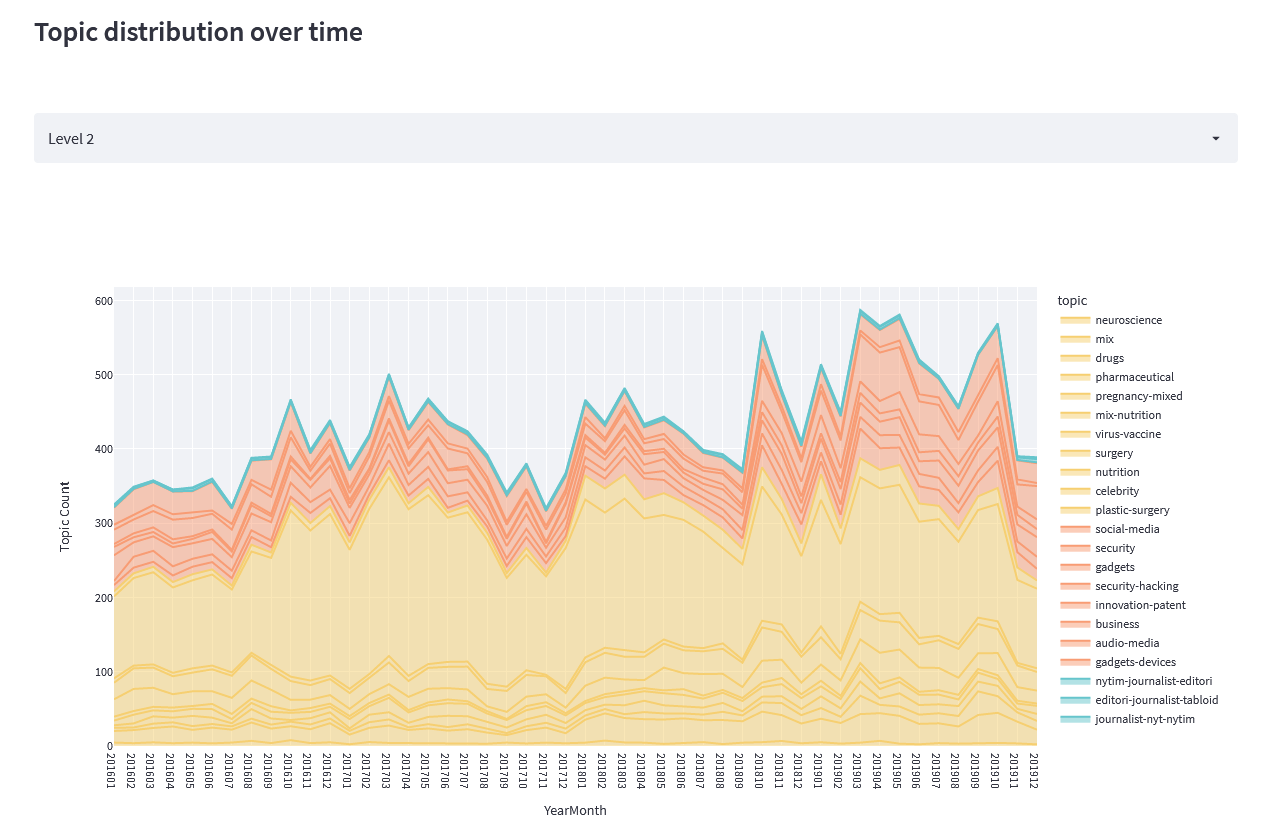 Topic distribution over time
Level 2
topic
neuroscience
mix
drugs
pharmaceutical
pregnancy-mixed
mix-nutrition
virus-vaccine
surgery
nutrition
celebrity
plastic-surgery
social-media
security
gadgets
security-hacking
innovation-patent
business
audio-media
gadgets-devices
nytim-journalist-editori
editori-journalist-tabloid
journalist-nyt-nytim
600
500
400
300
200
100
0
Topic Count
201601
201602
201603
201604
201605
201606
201607
201608
201609
201610
201611
201612
201701
201702
201703
201704
201705
201706
201707
201708
201709
201710
201711
201712
201801
201802
201803
201804
201805
201806
201807
201808
201809
201810
201811
201812
201901
201902
201903
201904
201905
201906
201907
201908
201909
201910
201911
201912
YearMonth